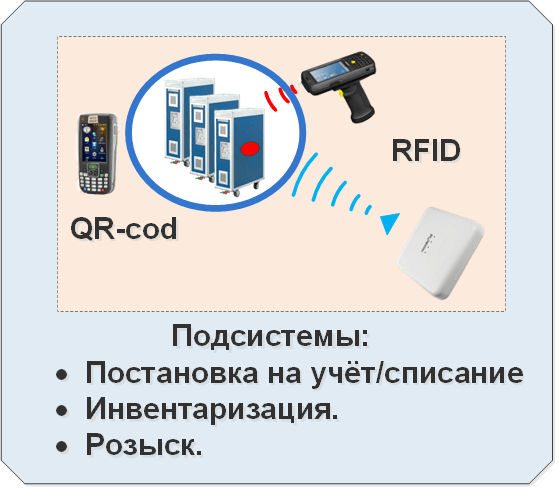 RFID
QR-cod
Подсистемы:
• Постановка на учёт/списание
• Инвентаризация.
• Розыск.